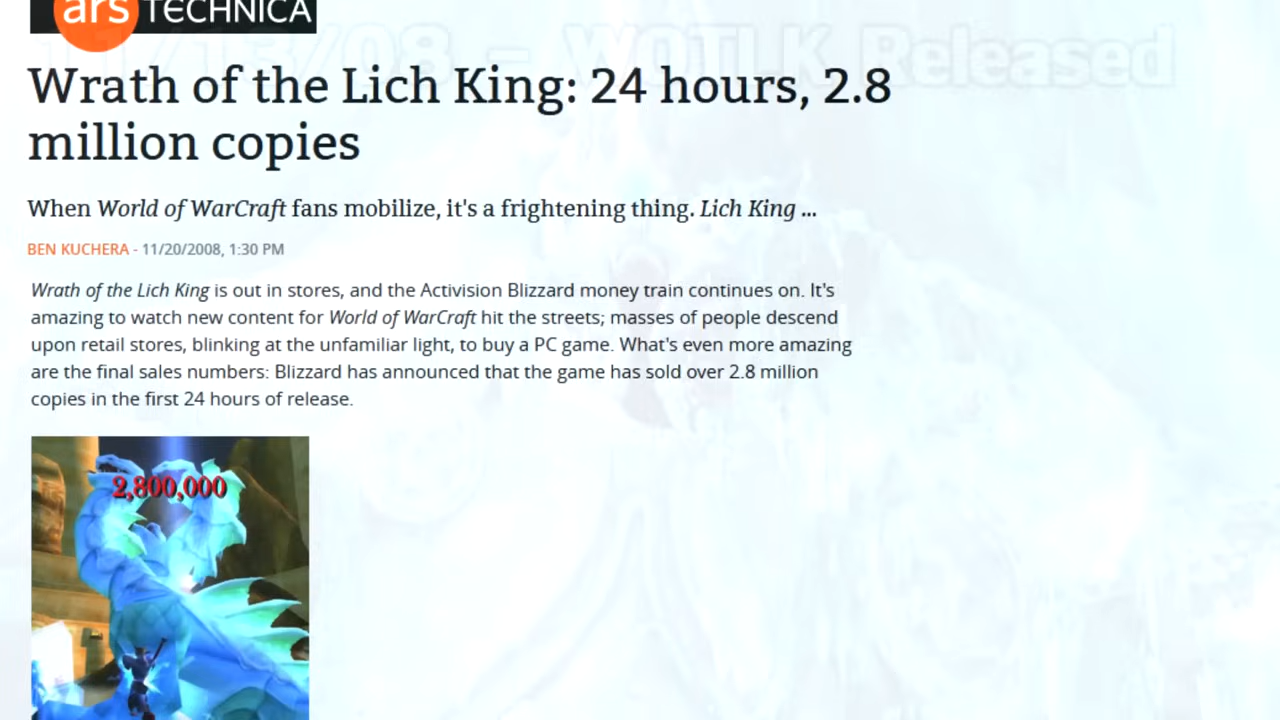 ars TECHNICA
11/13/08 - WOTLK Released
Wrath of the Lich King: 24 hours, 2.8
million copies
When World of WarCraft fans mobilize, it's a frightening thing. Lich King ...
BEN KUCHERA - 11/20/2008, 1:30 PM
Wrath of the Lich King is out in stores, and the Activision Blizzard money train continues on. It's
amazing to watch new content for World of WarCraft hit the streets; masses of people descend
upon retail stores, blinking at the unfamiliar light, to buy a PC game. What's even more amazing
are the final sales numbers: Blizzard has announced that the game has sold over 2.8 million
copies in the first 24 hours of release.
2,800,000